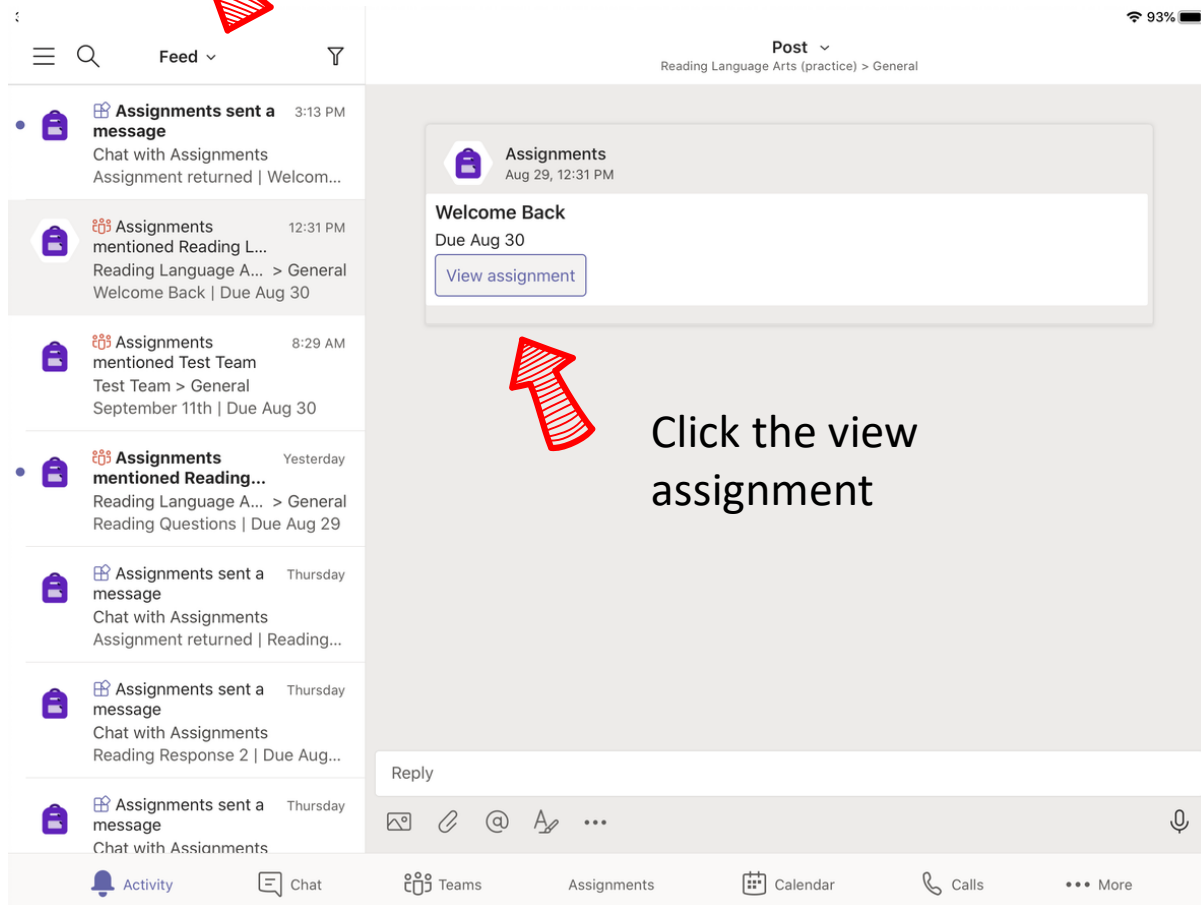 93%
Feed
Post
Reading Language Arts (practice) > General
Assignments sent a message 3:13 PM
Chat with Assignments
Assignment returned | Welcom...
Assignments 12:31 PM
mentioned Reading L...
Reading Language A... > General
Welcome Back | Due Aug 30
Assignments 8:29 AM
mentioned Test Team
Test Team > General
September 11th | Due Aug 30
Assignments Yesterday
mentioned Reading...
Reading Language A... > General
Reading Questions | Due Aug 29
Assignments sent a Thursday
message
Chat with Assignments
Assignment returned | Reading...
Assignments sent a Thursday
message
Chat with Assignments
Reading Response 2 | Due Aug...
Assignments sent a Thursday
message
Chat with Assignments
Assignments
Aug 29, 12:31 PM
Welcome Back
Due Aug 30
View assignment
Click the view
assignment
Reply
Activity Chat Teams Assignments Calendar Calls More